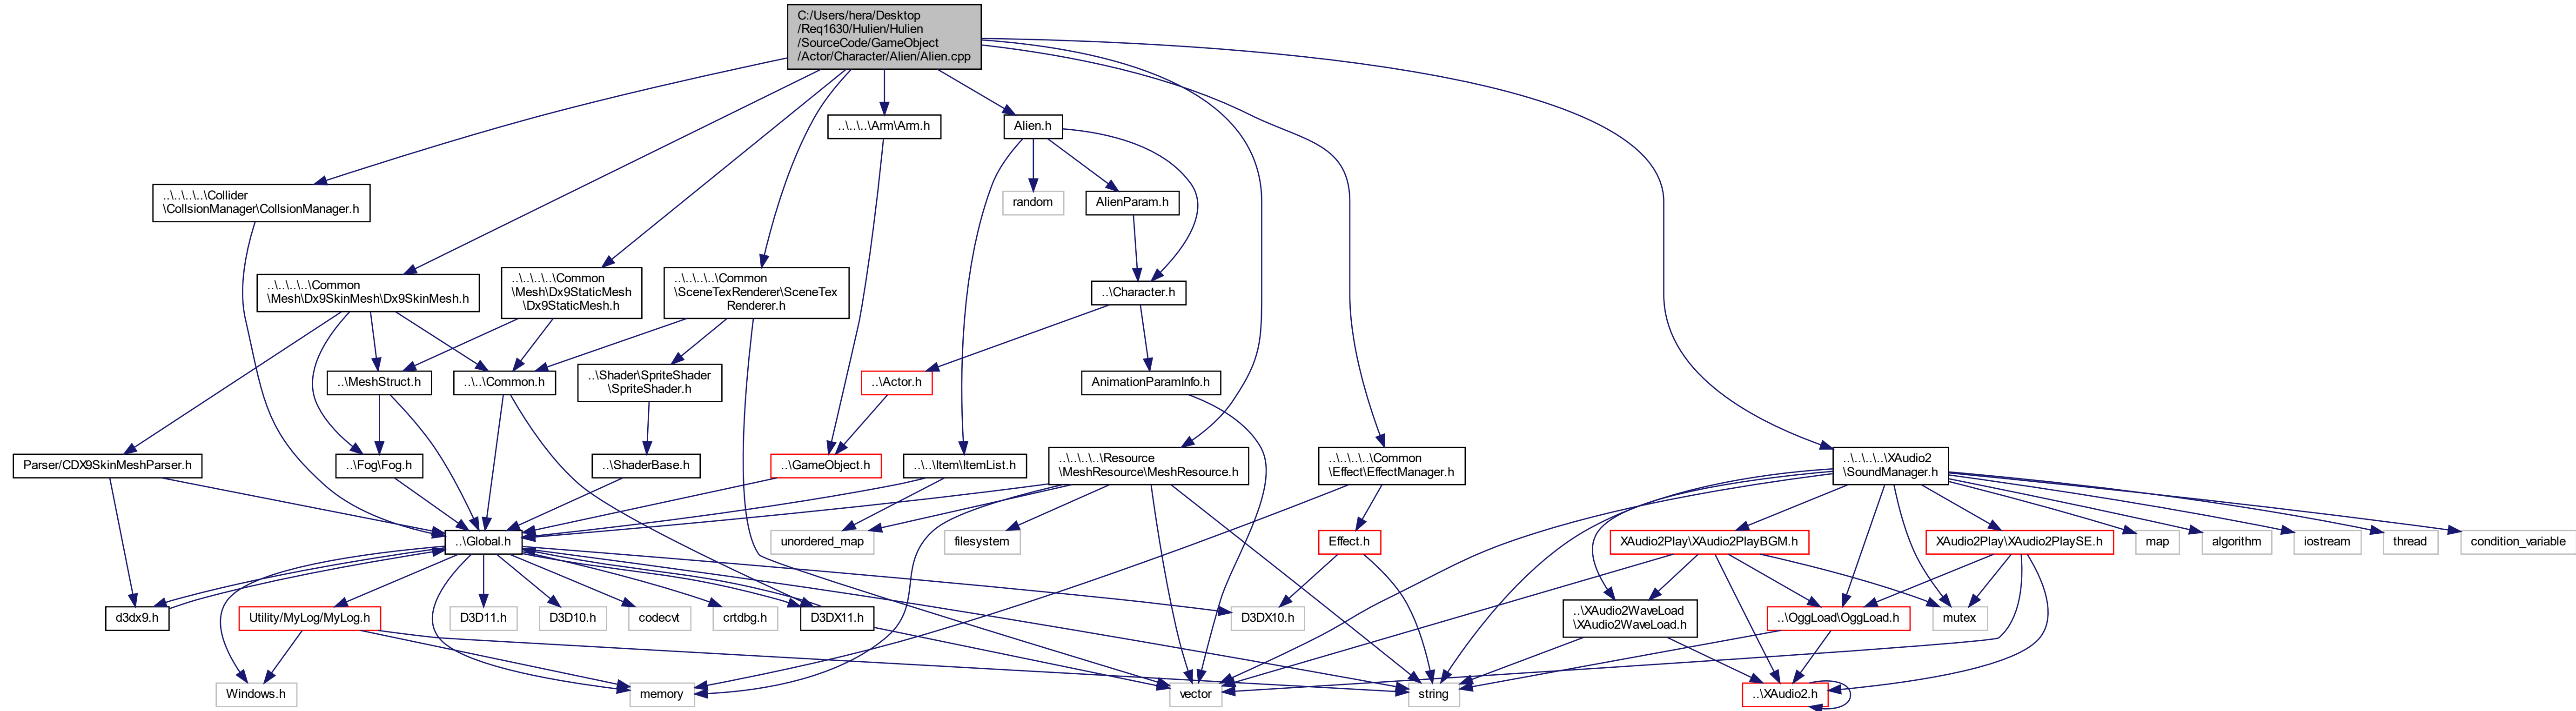 C:/Users/hera/Desktop
/Req1630/Hulien/Hulien
/SourceCode/GameObject
/Actor/Character/Alien/Alien.cpp
..\..\..\Arm\Arm.h
Alien.h
..\..\..\..\Collider
\CollsionManager\CollsionManager.h
random
AlienParam.h
..\..\..\..\Common
\Mesh\Dx9SkinMesh\Dx9SkinMesh.h
..\..\..\..\Common
\Mesh\Dx9StaticMesh
\Dx9StaticMesh.h
..\..\..\..\Common
\SceneTexRenderer\SceneTex
Renderer.h
..\Character.h
..\MeshStruct.h
..\..\Common.h
..\Shader\SpriteShader
\SpriteShader.h
..\Actor.h
AnimationParamInfo.h
Parser/CDX9SkinMeshParser.h
..\Fog\Fog.h
..\ShaderBase.h
..\GameObject.h
..\..\Item\ItemList.h
..\..\..\..\Resource
\MeshResource\MeshResource.h
..\..\..\..\Common
\Effect\EffectManager.h
..\..\..\..\XAudio2
\SoundManager.h
..\Global.h
unordered_map
filesystem
Effect.h
XAudio2Play\XAudio2PlayBGM.h
XAudio2Play\XAudio2PlaySE.h
map
algorithm
iostream
thread
condition_variable
d3dx9.h
Utility/MyLog/MyLog.h
D3D11.h
D3D10.h
codecvt
crtdbg.h
D3DX11.h
D3DX10.h
..\XAudio2WaveLoad
\XAudio2WaveLoad.h
..\OggLoad\OggLoad.h
mutex
Windows.h
memory
vector
string
..\XAudio2.h